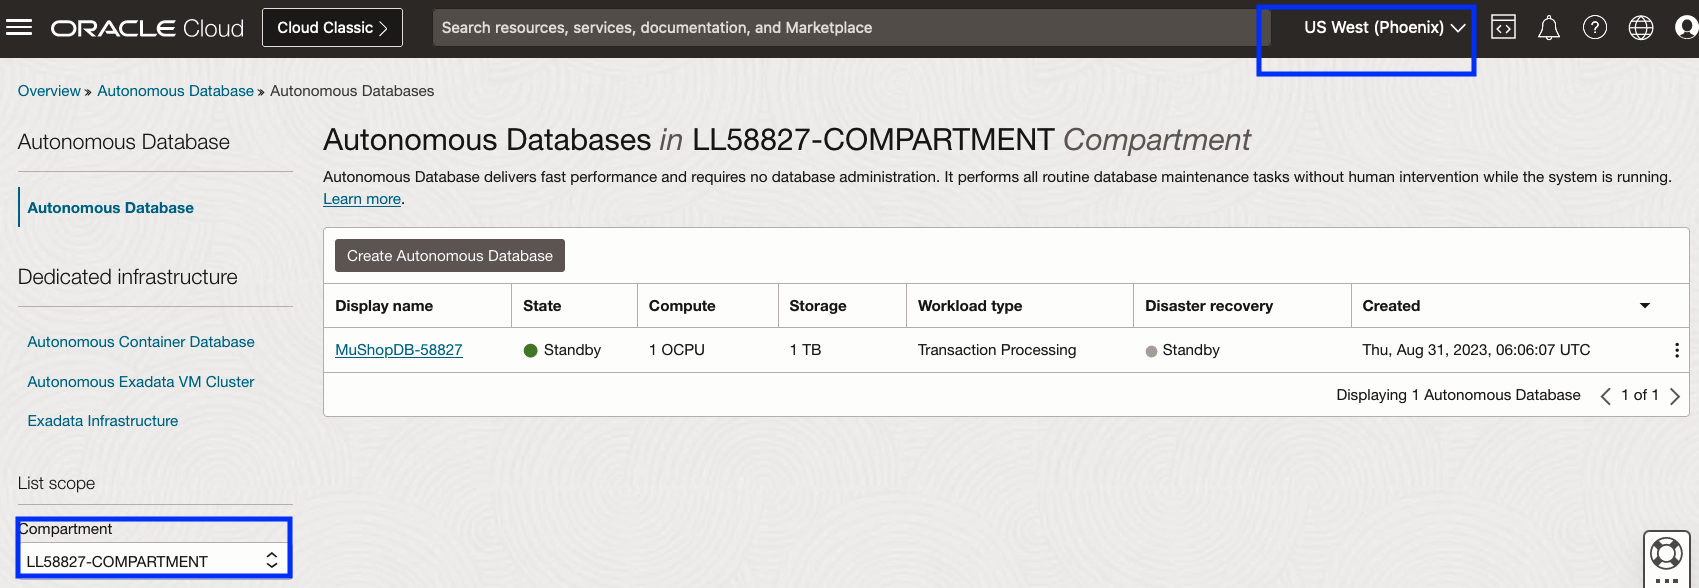 ORACLE Cloud
Cloud Classic
Search resources, services, documentation, and Marketplace
US West (Phoenix)
Overview » Autonomous Database » Autonomous Databases
Autonomous Database
Autonomous Database
Dedicated infrastructure
Autonomous Container Database
Autonomous Exadata VM Cluster
Exadata Infrastructure
List scope
Compartment
LL58827-COMPARTMENT
Autonomous Databases in LL58827-COMPARTMENT Compartment
Autonomous Database delivers fast performance and requires no database administration. It performs all routine database maintenance tasks without human intervention while the system is running.
Learn more.
Create Autonomous Database
Display name State Compute Storage Workload type Disaster recovery Created
MuShopDB-58827 Standby 1 OCPU 1 TB Transaction Processing Standby Thu, Aug 31, 2023, 06:06:07 UTC
Displaying 1 Autonomous Database 1 of 1